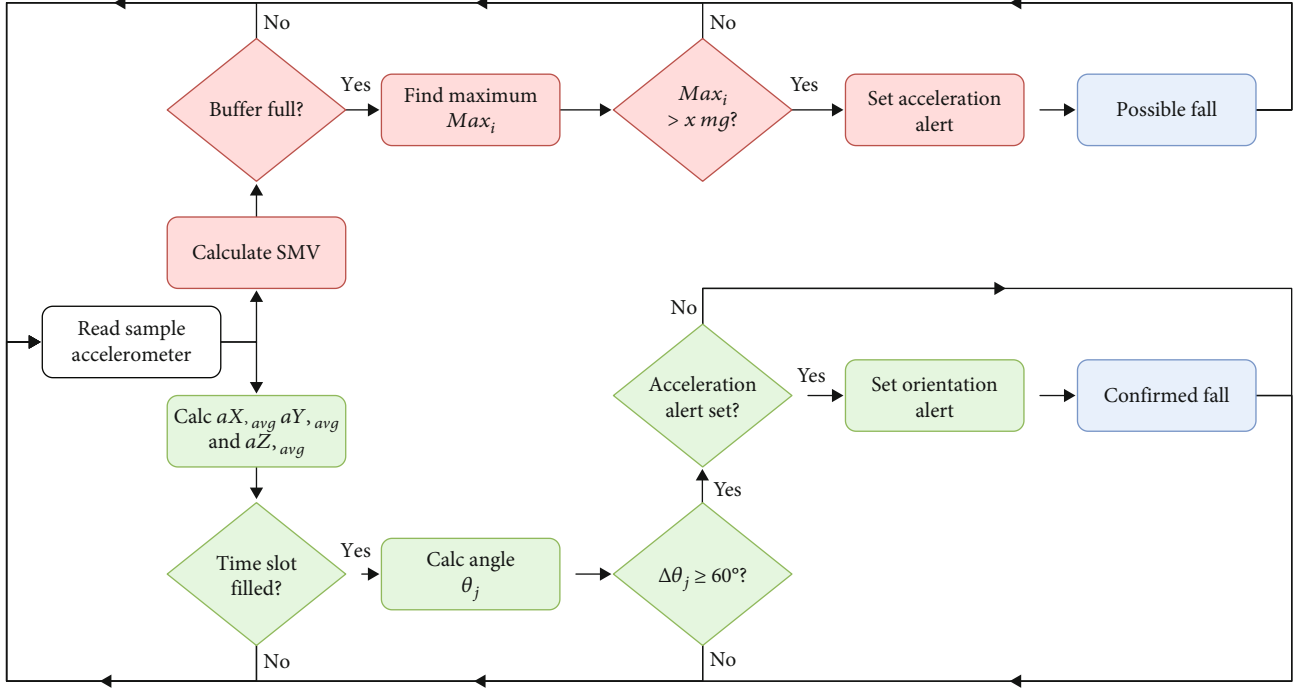 No
No
Buffer full?
Yes
Find maximum
Max_i
Max_i
> x mg?
Yes
Set acceleration
alert
Possible fall
Calculate SMV
Read sample
accelerometer
No
Acceleration
alert set?
Yes
Set orientation
alert
Confirmed fall
Calc aX,avg aY,avg
and aZ,avg
Yes
Time slot
filled?
Yes
Calc angle
θ_j
Δθ_j ≥ 60°?
No
No